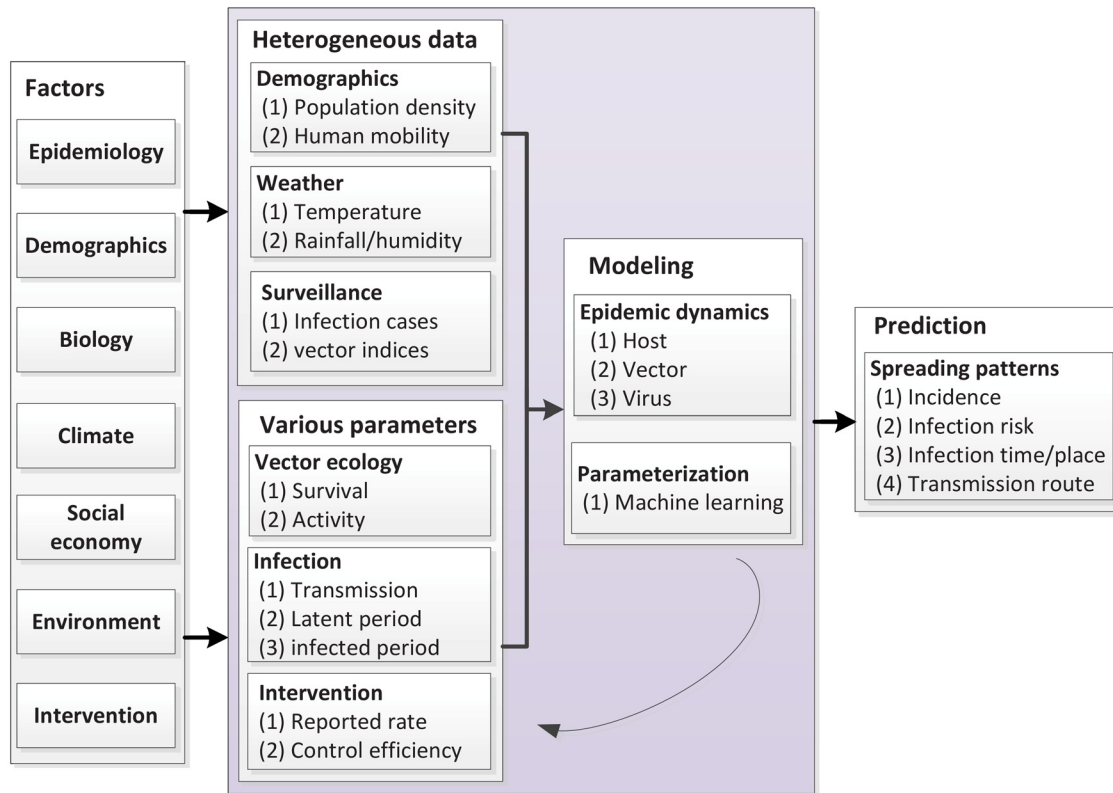 Factors
Epidemiology
Demographics
Biology
Climate
Social
economy
Environment
Intervention
Heterogeneous data
Demographics
(1) Population density
(2) Human mobility
Weather
(1) Temperature
(2) Rainfall/humidity
Surveillance
(1) Infection cases
(2) vector indices
Various parameters
Vector ecology
(1) Survival
(2) Activity
Infection
(1) Transmission
(2) Latent period
(3) infected period
Intervention
(1) Reported rate
(2) Control efficiency
Modeling
Epidemic dynamics
(1) Host
(2) Vector
(3) Virus
Parameterization
(1) Machine learning
Prediction
Spreading patterns
(1) Incidence
(2) Infection risk
(3) Infection time/place
(4) Transmission route